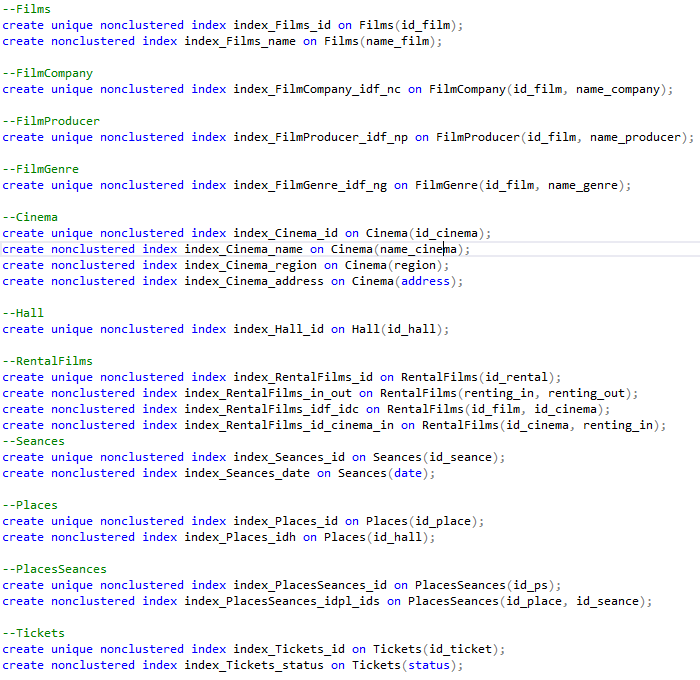 --Films
create unique nonclustered index index_Films_id on Films(id_film);
create nonclustered index index_Films_name on Films(name_film);
--FilmCompany
create unique nonclustered index index_FilmCompany_idf_nc on FilmCompany(id_film, name_company);
--FilmProducer
create unique nonclustered index index_FilmProducer_idf_np on FilmProducer(id_film, name_producer);
--FilmGenre
create unique nonclustered index index_FilmGenre_idf_ng on FilmGenre(id_film, name_genre);
--Cinema
create unique nonclustered index index_Cinema_id on Cinema(id_cinema);
create nonclustered index index_Cinema_name on Cinema(name_cinema);
create nonclustered index index_Cinema_region on Cinema(region);
create nonclustered index index_Cinema_address on Cinema(address);
--Hall
create unique nonclustered index index_Hall_id on Hall(id_hall);
--RentalFilms
create unique nonclustered index index_RentalFilms_id on RentalFilms(id_rental);
create nonclustered index index_RentalFilms_in_out on RentalFilms(renting_in, renting_out);
create nonclustered index index_RentalFilms_idf_idc on RentalFilms(id_film, id_cinema);
create nonclustered index index_RentalFilms_id_cinema_in on RentalFilms(id_cinema, renting_in);
--Seances
create unique nonclustered index index_Seances_id on Seances(id_seance);
create nonclustered index index_Seances_date on Seances(date);
--Places
create unique nonclustered index index_Places_id on Places(id_place);
create nonclustered index index_Places_idh on Places(id_hall);
--PlacesSeances
create unique nonclustered index index_PlacesSeances_id on PlacesSeances(id_ps);
create nonclustered index index_PlacesSeances_idpl_ids on PlacesSeances(id_place, id_seance);
--Tickets
create unique nonclustered index index_Tickets_id on Tickets(id_ticket);
create nonclustered index index_Tickets_status on Tickets(status);